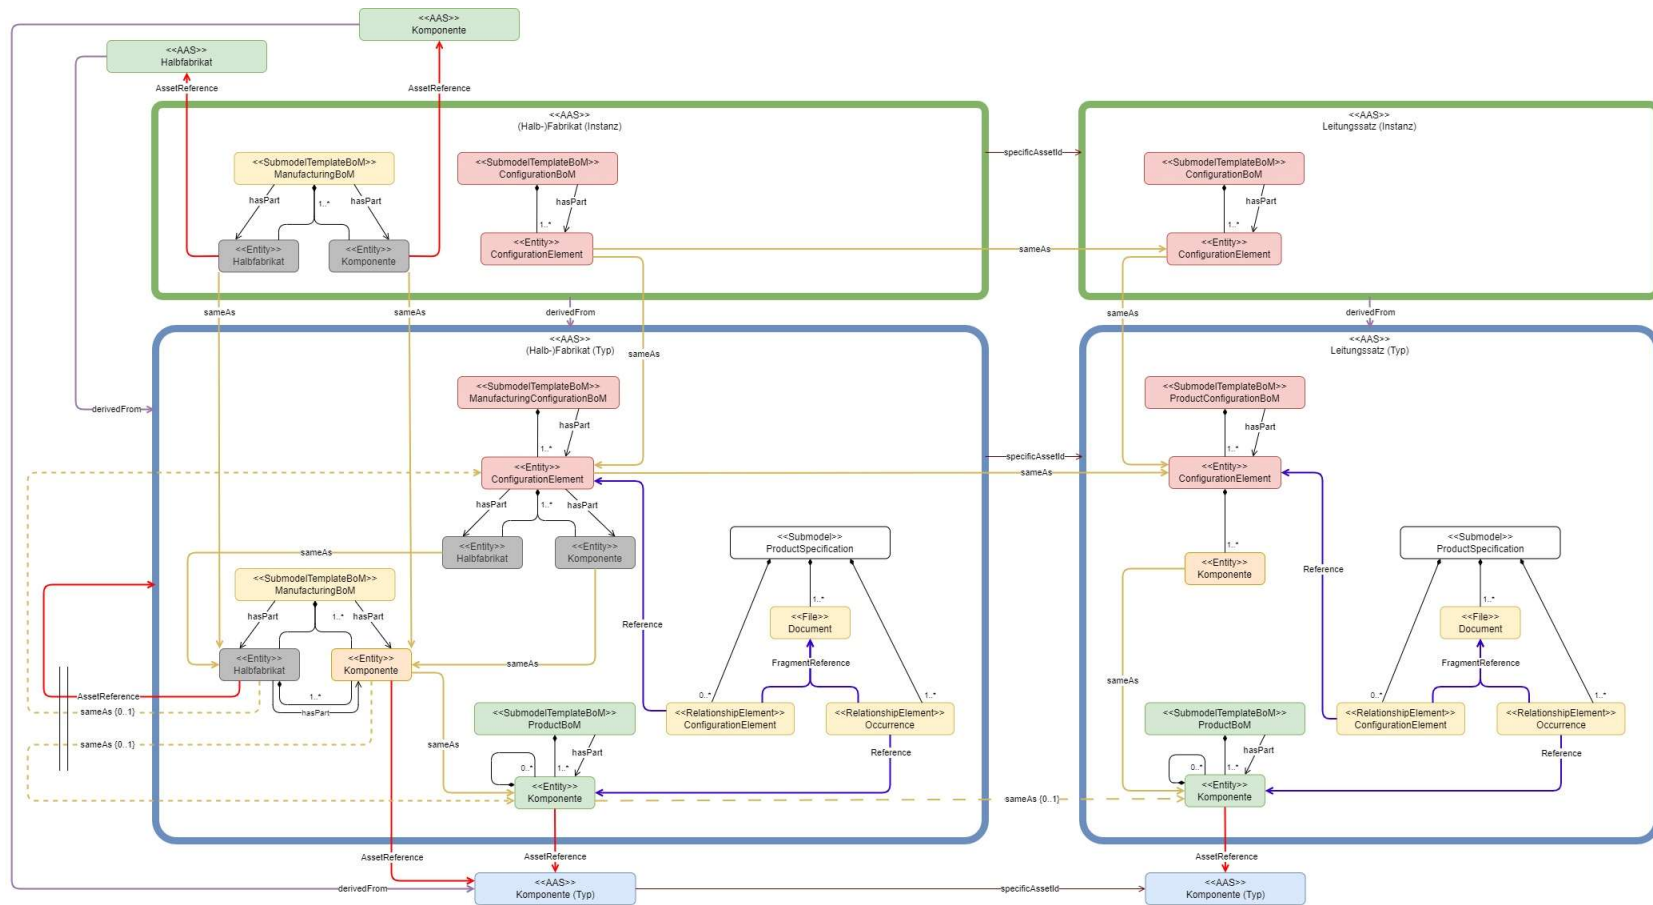 <<AAS>>
Komponente
<<AAS>>
Halbfabrikat
AssetReference
AssetReference
<<AAS>>
(Halb-)Fabrikat (Instanz)
<<AAS>>
Leitungssatz (Instanz)
specificAssetId
<<SubmodelTemplateBoM>>
ManufacturingBoM
<<SubmodelTemplateBoM>>
ConfigurationBoM
<<SubmodelTemplateBoM>>
ConfigurationBoM
hasPart
1..*
hasPart
hasPart
1..*
hasPart
1..*
<<Entity>>
Halbfabrikat
<<Entity>>
Komponente
<<Entity>>
ConfigurationElement
sameAs
<<Entity>>
ConfigurationElement
sameAs
sameAs
derivedFrom
sameAs
derivedFrom
<<AAS>>
(Halb-)Fabrikat (Typ)
sameAs
<<AAS>>
Leitungssatz (Typ)
<<SubmodelTemplateBoM>>
ManufacturingConfigurationBoM
<<SubmodelTemplateBoM>>
ProductConfigurationBoM
derivedFrom
hasPart
1..*
hasPart
1..*
specificAssetId
<<Entity>>
ConfigurationElement
sameAs
<<Entity>>
ConfigurationElement
hasPart
1..*
hasPart
<<Entity>>
Halbfabrikat
<<Entity>>
Komponente
sameAs
<<Submodel>>
ProductSpecification
1..*
<<Entity>>
Komponente
<<Submodel>>
ProductSpecification
Reference
<<SubmodelTemplateBoM>>
ManufacturingBoM
hasPart
1..*
hasPart
1..*
<<File>>
Document
1..*
<<File>>
Document
Reference
<<Entity>>
Halbfabrikat
<<Entity>>
Komponente
sameAs
FragmentReference
FragmentReference
sameAs
AssetReference
1..*
hasPart
sameAs {0..1}
0..*
1..*
0..*
1..*
<<SubmodelTemplateBoM>>
ProductBoM
<<RelationshipElement>>
ConfigurationElement
<<RelationshipElement>>
Occurrence
<<SubmodelTemplateBoM>>
ProductBoM
<<RelationshipElement>>
ConfigurationElement
<<RelationshipElement>>
Occurrence
sameAs {0..1}
sameAs
hasPart
Reference
hasPart
Reference
0..*
1..*
0..*
1..*
<<Entity>>
Komponente
sameAs {0..1}
<<Entity>>
Komponente
AssetReference
AssetReference
AssetReference
derivedFrom
<<AAS>>
Komponente (Typ)
specificAssetId
<<AAS>>
Komponente (Typ)